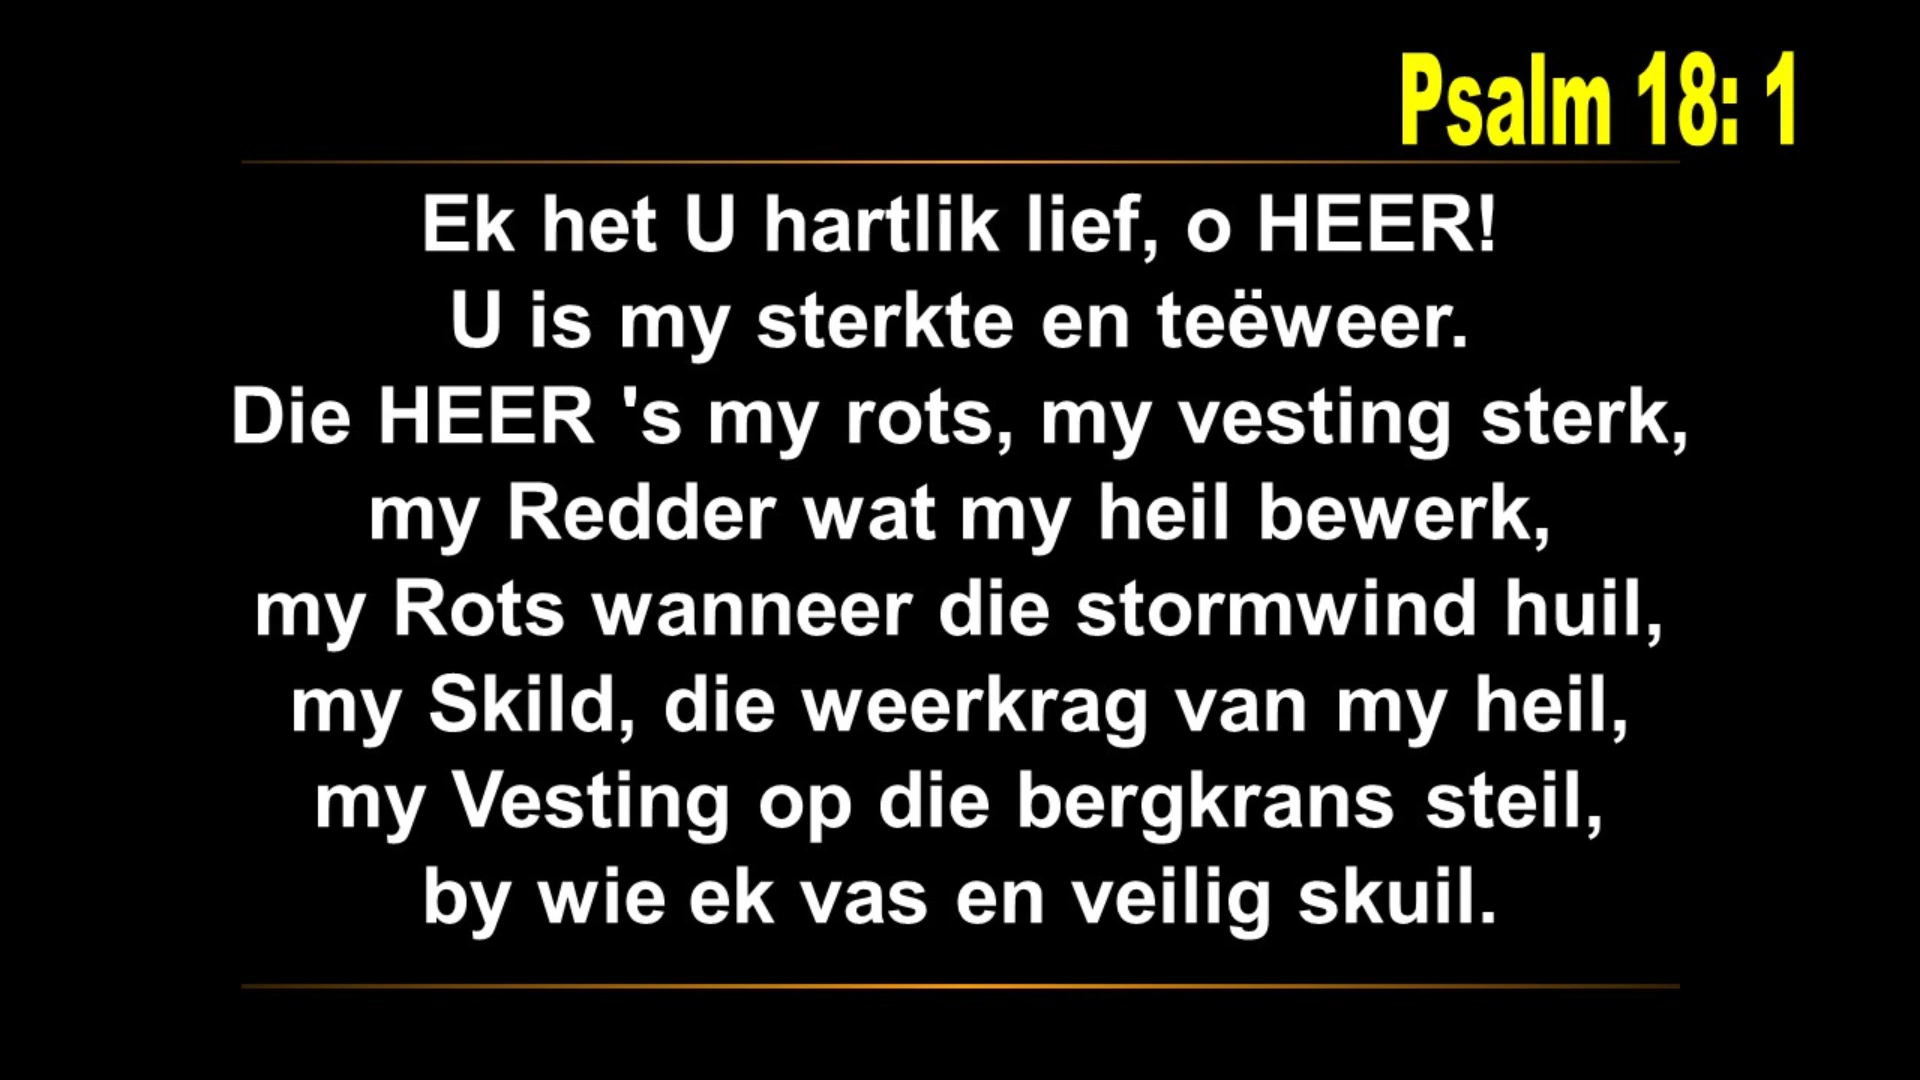 Psalm 18: 1
Ek het U hartlik lief, o HEER!
U is my sterkte en teëweer.
Die HEER 's my rots, my vesting sterk,
my Redder wat my heil bewerk,
my Rots wanneer die stormwind huil,
my Skild, die weerkrag van my heil,
my Vesting op die bergkrans steil,
by wie ek vas en veilig skuil.